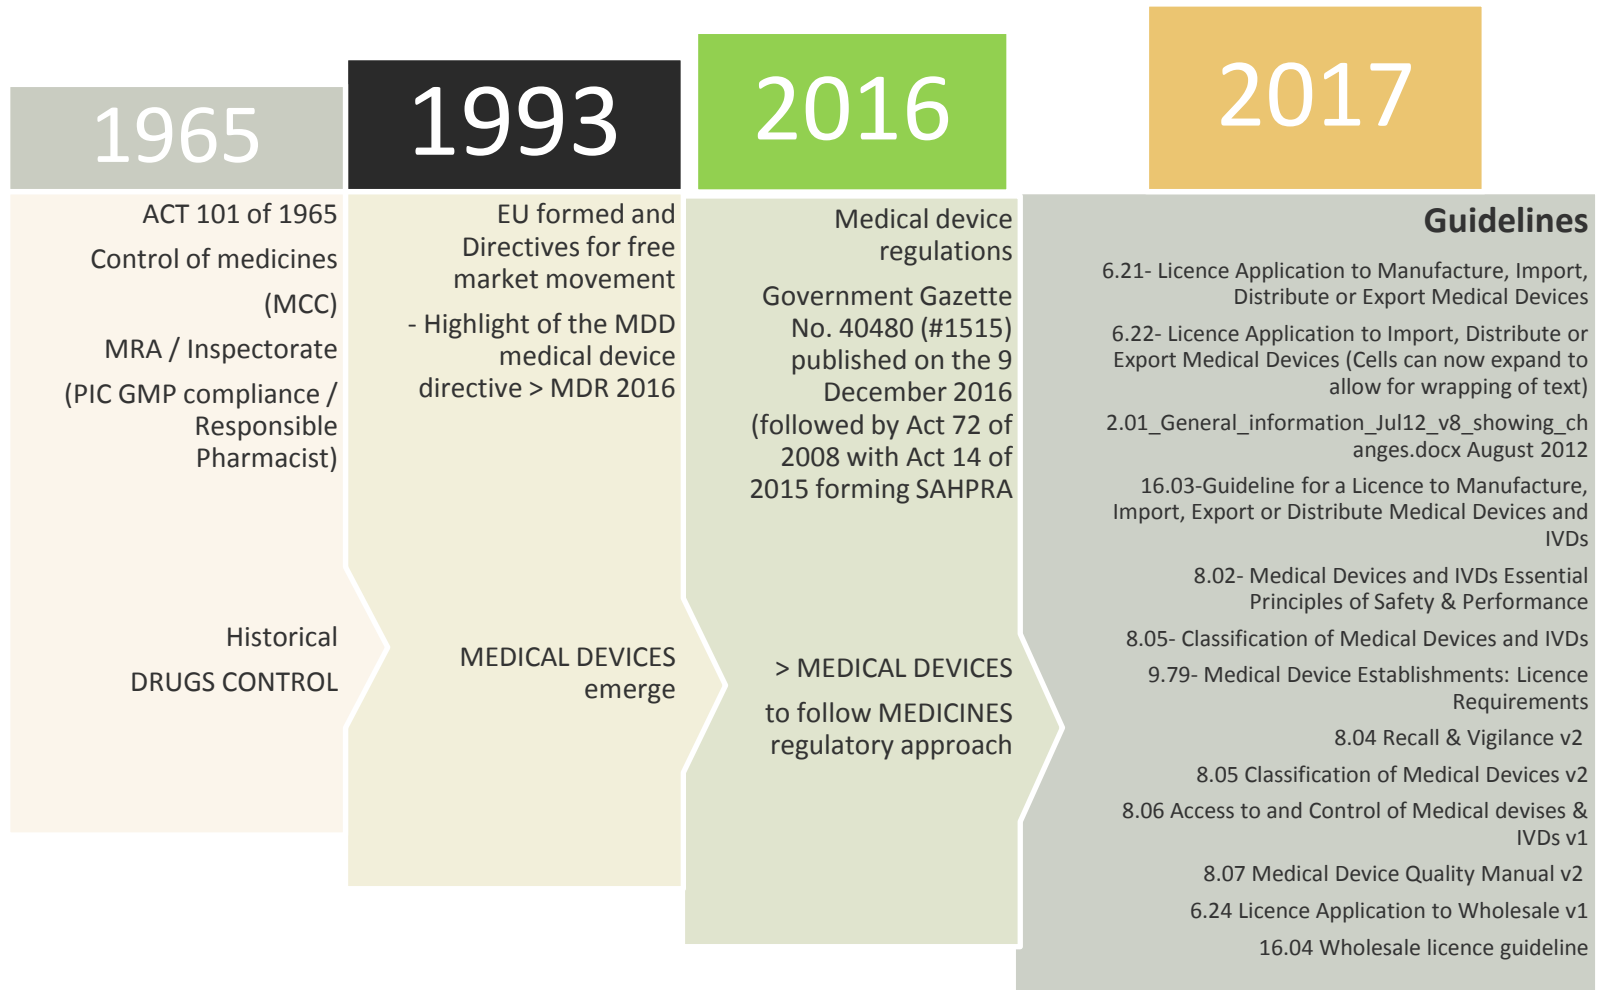 1965
ACT 101 of 1965
Control of medicines
(MCC)
MRA / Inspectorate
(PIC GMP compliance /
Responsible
Pharmacist)
Historical
DRUGS CONTROL
1993
EU formed and
Directives for free
market movement
- Highlight of the MDD
medical device
directive > MDR 2016
MEDICAL DEVICES
emerge
2016
Medical device
regulations
Government Gazette
No. 40480 (#1515)
published on the 9
December 2016
(followed by Act 72 of
2008 with Act 14 of
2015 forming SAHPRA
> MEDICAL DEVICES
to follow MEDICINES
regulatory approach
2017
Guidelines
6.21- Licence Application to Manufacture, Import,
Distribute or Export Medical Devices
6.22- Licence Application to Import, Distribute or
Export Medical Devices (Cells can now expand to
allow for wrapping of text)
2.01_General_information_Jul12_v8_showing_ch
anges.docx August 2012
16.03-Guideline for a Licence to Manufacture,
Import, Export or Distribute Medical Devices and
IVDs
8.02- Medical Devices and IVDs Essential
Principles of Safety & Performance
8.05- Classification of Medical Devices and IVDs
9.79- Medical Device Establishments: Licence
Requirements
8.04 Recall & Vigilance v2
8.05 Classification of Medical Devices v2
8.06 Access to and Control of Medical devises &
IVDs v1
8.07 Medical Device Quality Manual v2
6.24 Licence Application to Wholesale v1
16.04 Wholesale licence guideline